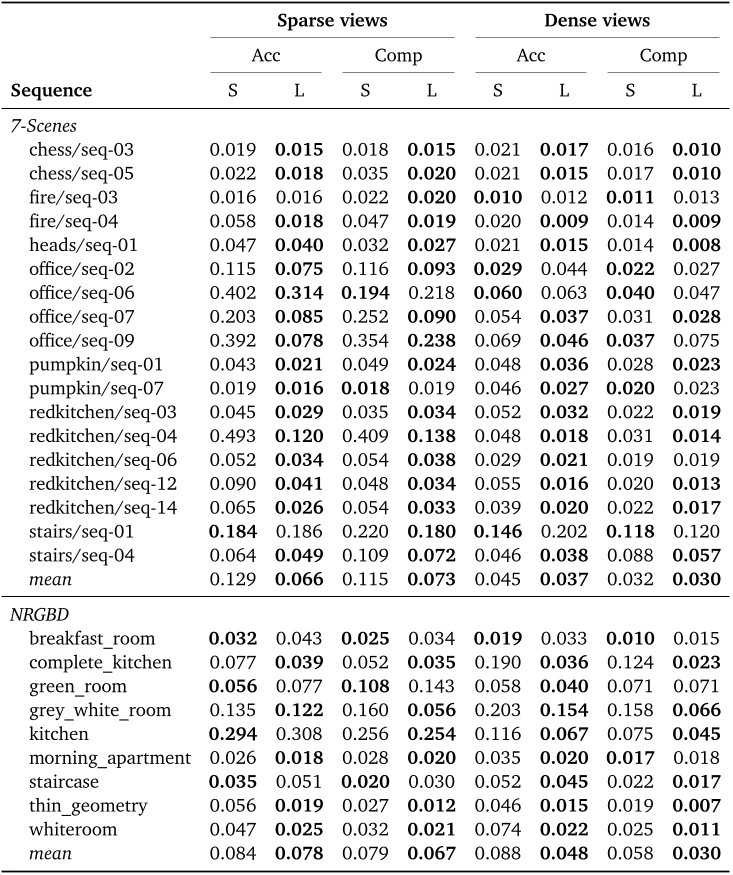 Sparse views Dense views
Acc Comp Acc Comp
Sequence S L S L S L S L
7-Scenes
chess/seq-03 0.019 0.015 0.018 0.015 0.021 0.017 0.016 0.010
chess/seq-05 0.022 0.018 0.035 0.020 0.021 0.015 0.017 0.010
fire/seq-03 0.016 0.016 0.022 0.020 0.010 0.012 0.011 0.013
fire/seq-04 0.058 0.018 0.047 0.019 0.020 0.009 0.014 0.009
heads/seq-01 0.047 0.040 0.032 0.027 0.021 0.015 0.014 0.008
office/seq-02 0.115 0.075 0.116 0.093 0.029 0.044 0.022 0.027
office/seq-06 0.402 0.314 0.194 0.218 0.060 0.063 0.040 0.047
office/seq-07 0.203 0.085 0.252 0.090 0.054 0.037 0.031 0.028
office/seq-09 0.392 0.078 0.354 0.238 0.069 0.046 0.037 0.075
pumpkin/seq-01 0.043 0.021 0.049 0.024 0.048 0.036 0.028 0.023
pumpkin/seq-07 0.019 0.016 0.018 0.019 0.046 0.027 0.020 0.023
redkitchen/seq-03 0.045 0.029 0.035 0.034 0.052 0.032 0.022 0.019
redkitchen/seq-04 0.493 0.120 0.409 0.138 0.048 0.018 0.031 0.014
redkitchen/seq-06 0.052 0.034 0.054 0.038 0.029 0.021 0.019 0.019
redkitchen/seq-12 0.090 0.041 0.048 0.034 0.055 0.016 0.020 0.013
redkitchen/seq-14 0.065 0.026 0.054 0.033 0.039 0.020 0.022 0.017
stairs/seq-01 0.184 0.186 0.220 0.180 0.146 0.202 0.118 0.120
stairs/seq-04 0.064 0.049 0.109 0.072 0.046 0.038 0.088 0.057
mean 0.129 0.066 0.115 0.073 0.045 0.037 0.032 0.030
NRGBD
breakfast_room 0.032 0.043 0.025 0.034 0.019 0.033 0.010 0.015
complete_kitchen 0.077 0.039 0.052 0.035 0.190 0.036 0.124 0.023
green_room 0.056 0.077 0.108 0.143 0.058 0.040 0.071 0.071
grey_white_room 0.135 0.122 0.160 0.056 0.203 0.154 0.158 0.066
kitchen 0.294 0.308 0.256 0.254 0.116 0.067 0.075 0.045
morning_apartment 0.026 0.018 0.028 0.020 0.035 0.020 0.017 0.018
staircase 0.035 0.051 0.020 0.030 0.052 0.045 0.022 0.017
thin_geometry 0.056 0.019 0.027 0.012 0.046 0.015 0.019 0.007
whiteroom 0.047 0.025 0.032 0.021 0.074 0.022 0.025 0.011
mean 0.084 0.078 0.079 0.067 0.088 0.048 0.058 0.030